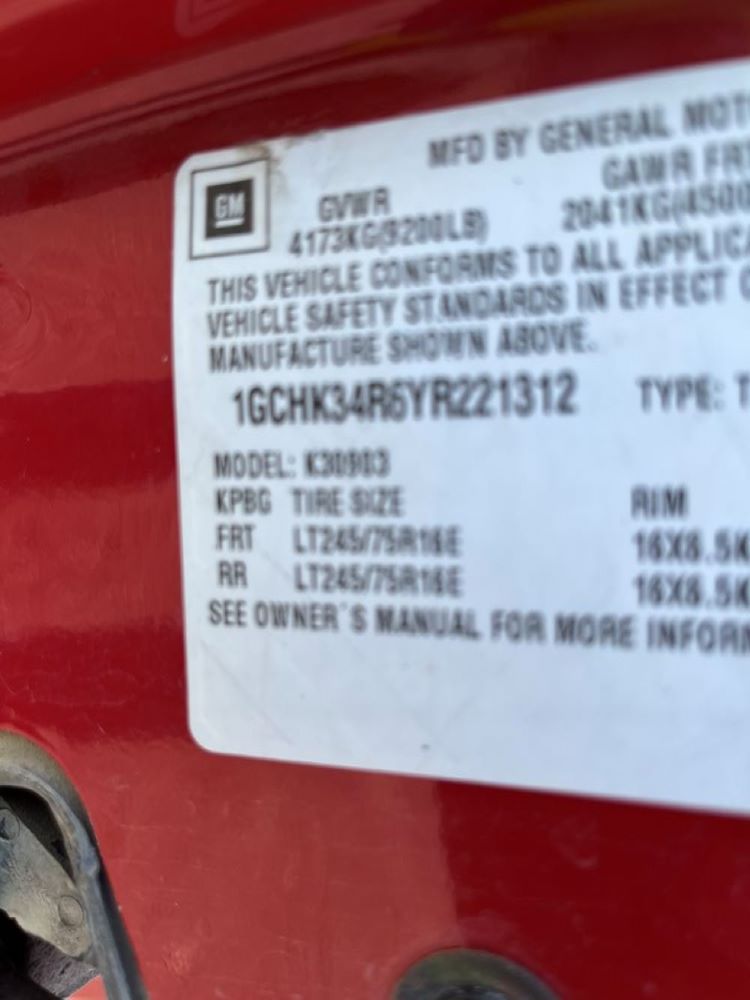 MFD BY GENERAL MOT
GM
GVWR GAWR FRT
4173KG(9200LB) 2041KG(4500
THIS VEHICLE CONFORMS TO ALL APPLICA
VEHICLE SAFETY STANDARDS IN EFFECT
MANUFACTURE SHOWN ABOVE.
1GCHK34R6YR221312 TYPE: T
MODEL: K30903
KPBG TIRE SIZE RIM
FRT LT245/75R16E 16X6.5K
RR LT245/75R16E 16X6.5K
SEE OWNER'S MANUAL FOR MORE INFORM